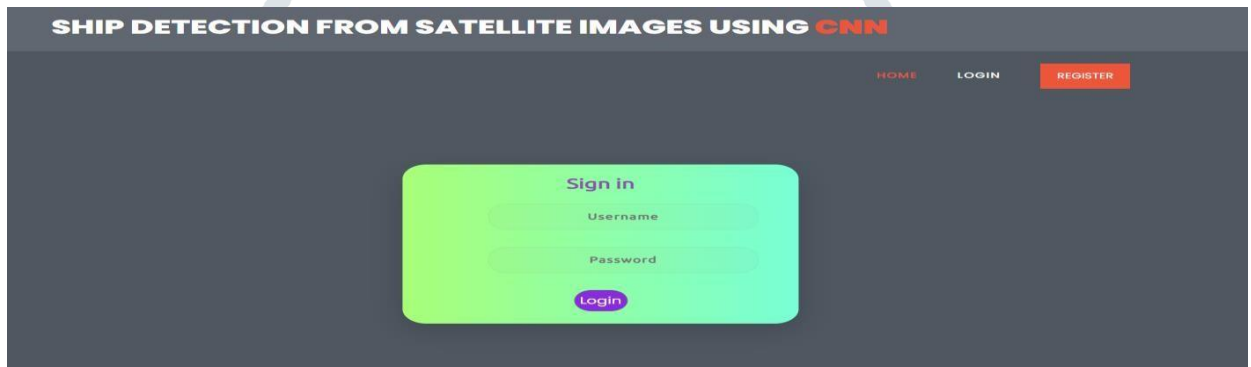 SHIP DETECTION FROM SATELLITE IMAGES USING CNN
HOME LOGIN REGISTER
Sign in
Username
Password
Login